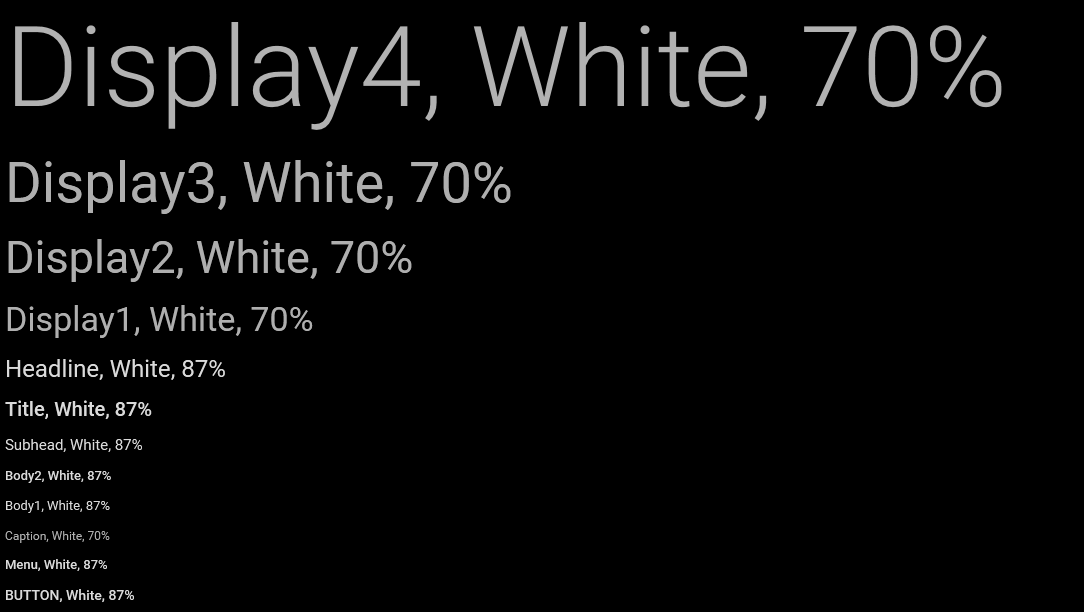 Display4, White, 70%
Display3, White, 70%
Display2, White, 70%
Display1, White, 70%
Headline, White, 87%
Title, White, 87%
Subhead, White, 87%
Body2, White, 87%
Body1, White, 87%
Caption, White, 70%
Menu, White, 87%
BUTTON, White, 87%